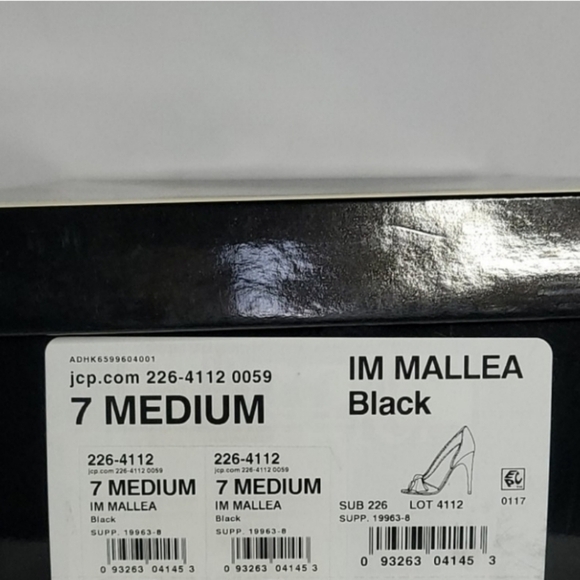 ADHK6599604001
jcp.com 226-4112 0059
7 MEDIUM
IM MALLEA
Black
226-4112
jcp.com 226-4112 0059
7 MEDIUM
IM MALLEA
Black
SUPP. 19963-8
0 93263 04145 3
226-4112
jcp.com 226-4112 0059
7 MEDIUM
IM MALLEA
Black
SUPP. 19963-8
0 93263 04145 3
SUB 226 LOT 4112
SUPP. 19963-8
0117
0 93263 04145 3